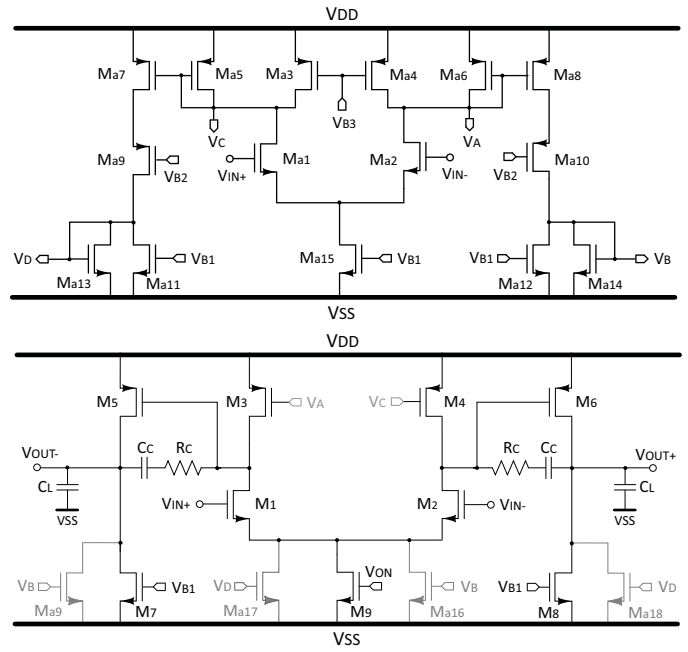 VDD
Ma7 Ma5 Ma3 Ma4 Ma6 Ma8
VB3
VC VA
Ma9 VB2 VIN+ Ma1 Ma2 VIN- VB2 Ma10
VD VB1 Ma15 VB1 VB1 VB
Ma13 Ma11 Ma12 Ma14
VSS
VDD
M5 M3 VA VC M4 M6
VOUT- CC RC RC CC VOUT+
CL VIN+ M1 M2 VIN- CL
VSS VSS
VON
VB VB1 VD VB VB1 VD
Ma9 M7 Ma17 M9 Ma16 M8 Ma18
VSS